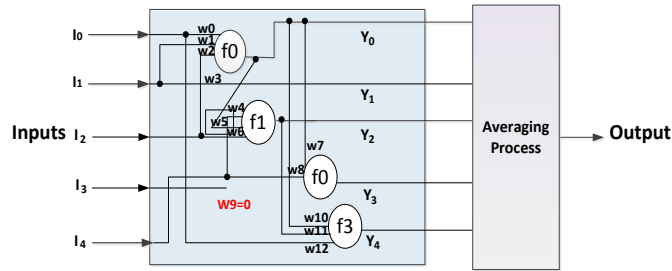 I0
w0
w1
w2
f0
Y0
I1
w3
Y1
w4
w5
w6
f1
Inputs
I2
Y2
Averaging
Process
Output
w7
w8
f0
I3
Y3
W9=0
w10
w11
w12
f3
I4
Y4